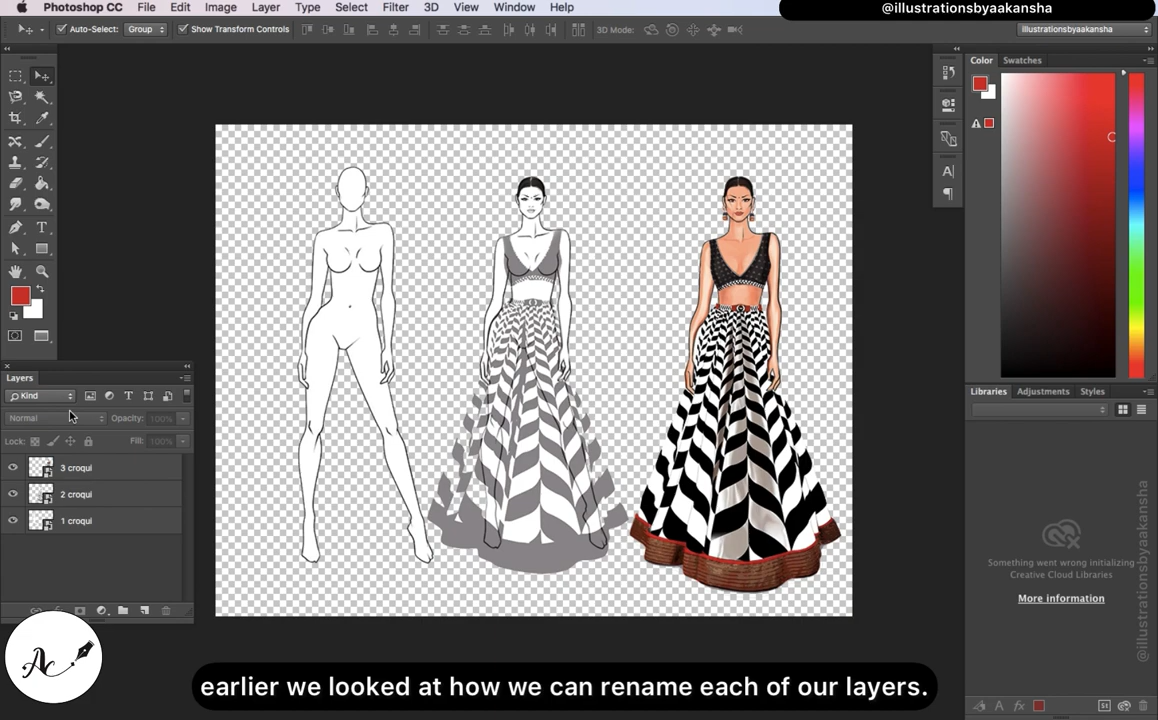 Photoshop CC File Edit Image Layer Type Select Filter 3D View Window Help
@illustrationsbyaakansha
Auto-Select: Group Show Transform Controls 3D Mode: illustrationsbyaakansha
Color Swatches
Layers
Kind
Normal Opacity: 100%
Lock: Fill: 100%
3 croqui
2 croqui
1 croqui
Libraries Adjustments Styles
Something went wrong initializing
Creative Cloud Libraries
More information
@illustrationsbyaakansha
Ac
earlier we looked at how we can rename each of our layers.